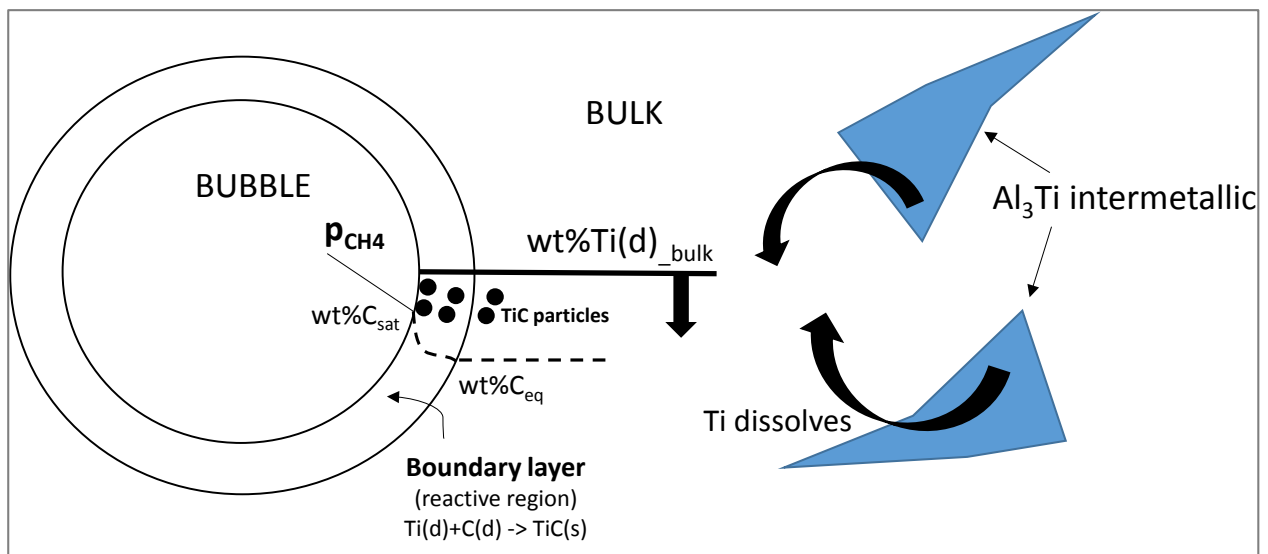 BULK
BUBBLE
pCH4
wt%Ti(d)_bulk
Al3Ti intermetallic
wt%Csat
TiC particles
wt%Ceq
Ti dissolves
Boundary layer
(reactive region)
Ti(d)+C(d) -> TiC(s)